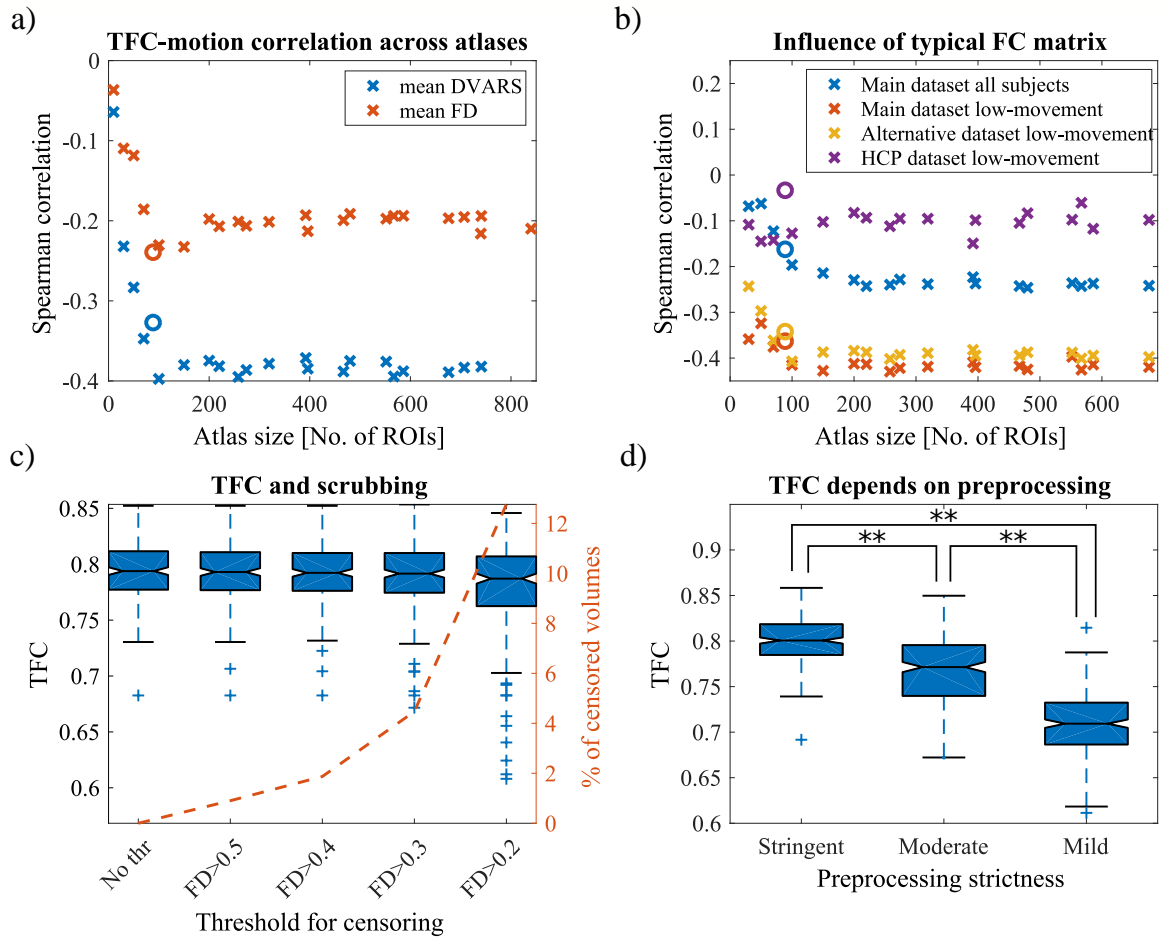 a)
TFC-motion correlation across atlases
0
-0.1
-0.2
-0.3
-0.4
Spearman correlation
mean DVARS
mean FD
0 200 400 600 800
Atlas size [No. of ROIs]
b)
Influence of typical FC matrix
0.2
0.1
0
-0.1
-0.2
-0.3
-0.4
Spearman correlation
Main dataset all subjects
Main dataset low-movement
Alternative dataset low-movement
HCP dataset low-movement
0 100 200 300 400 500 600
Atlas size [No. of ROIs]
c)
TFC and scrubbing
0.85
0.8
0.75
0.7
0.65
0.6
TFC
12
10
8
6
4
2
0
% of censored volumes
No thr
FD>0.5
FD>0.4
FD>0.3
FD>0.2
Threshold for censoring
d)
TFC depends on preprocessing
0.9
0.85
0.8
0.75
0.7
0.65
0.6
TFC
**
** **
Stringent Moderate Mild
Preprocessing strictness